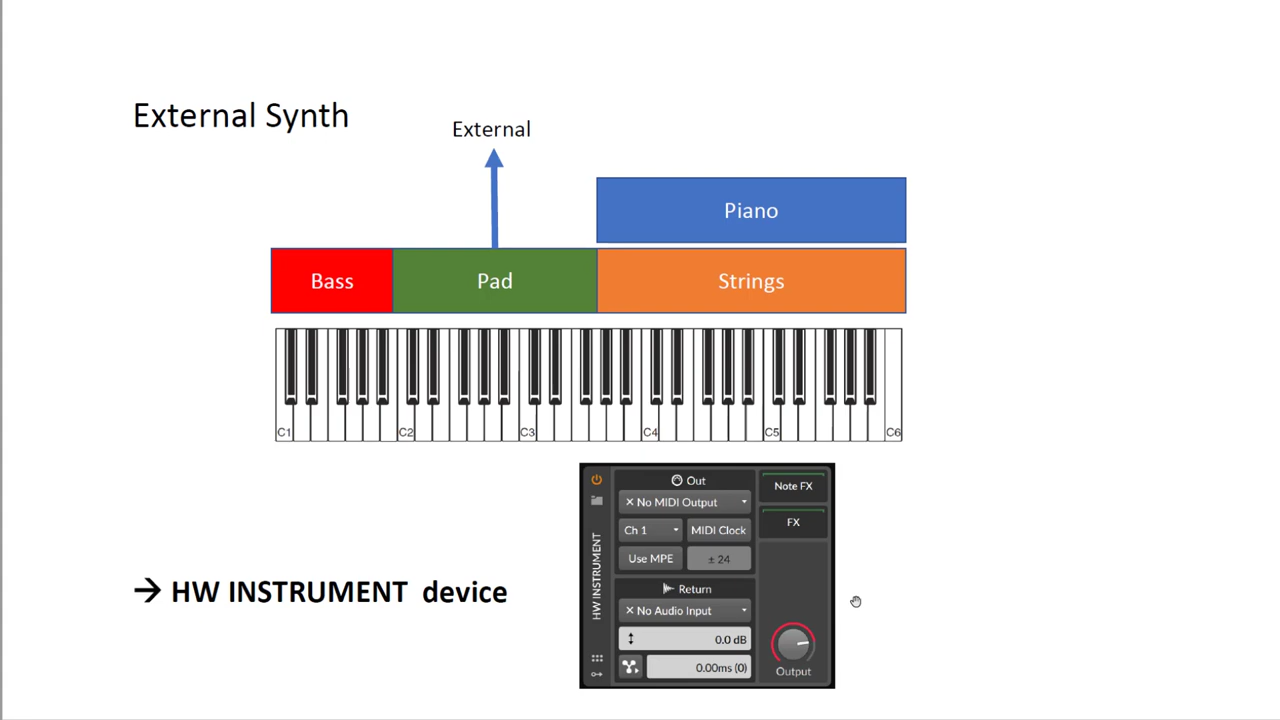 External Synth
External
Piano
Bass
Pad
Strings
C1
C2
C3
C4
C5
C6
→ HW INSTRUMENT device
HW INSTRUMENT
Out
× No MIDI Output
Ch 1
MIDI Clock
Use MPE
± 24
Return
× No Audio Input
0.0 dB
0.00ms (0)
Note FX
FX
Output